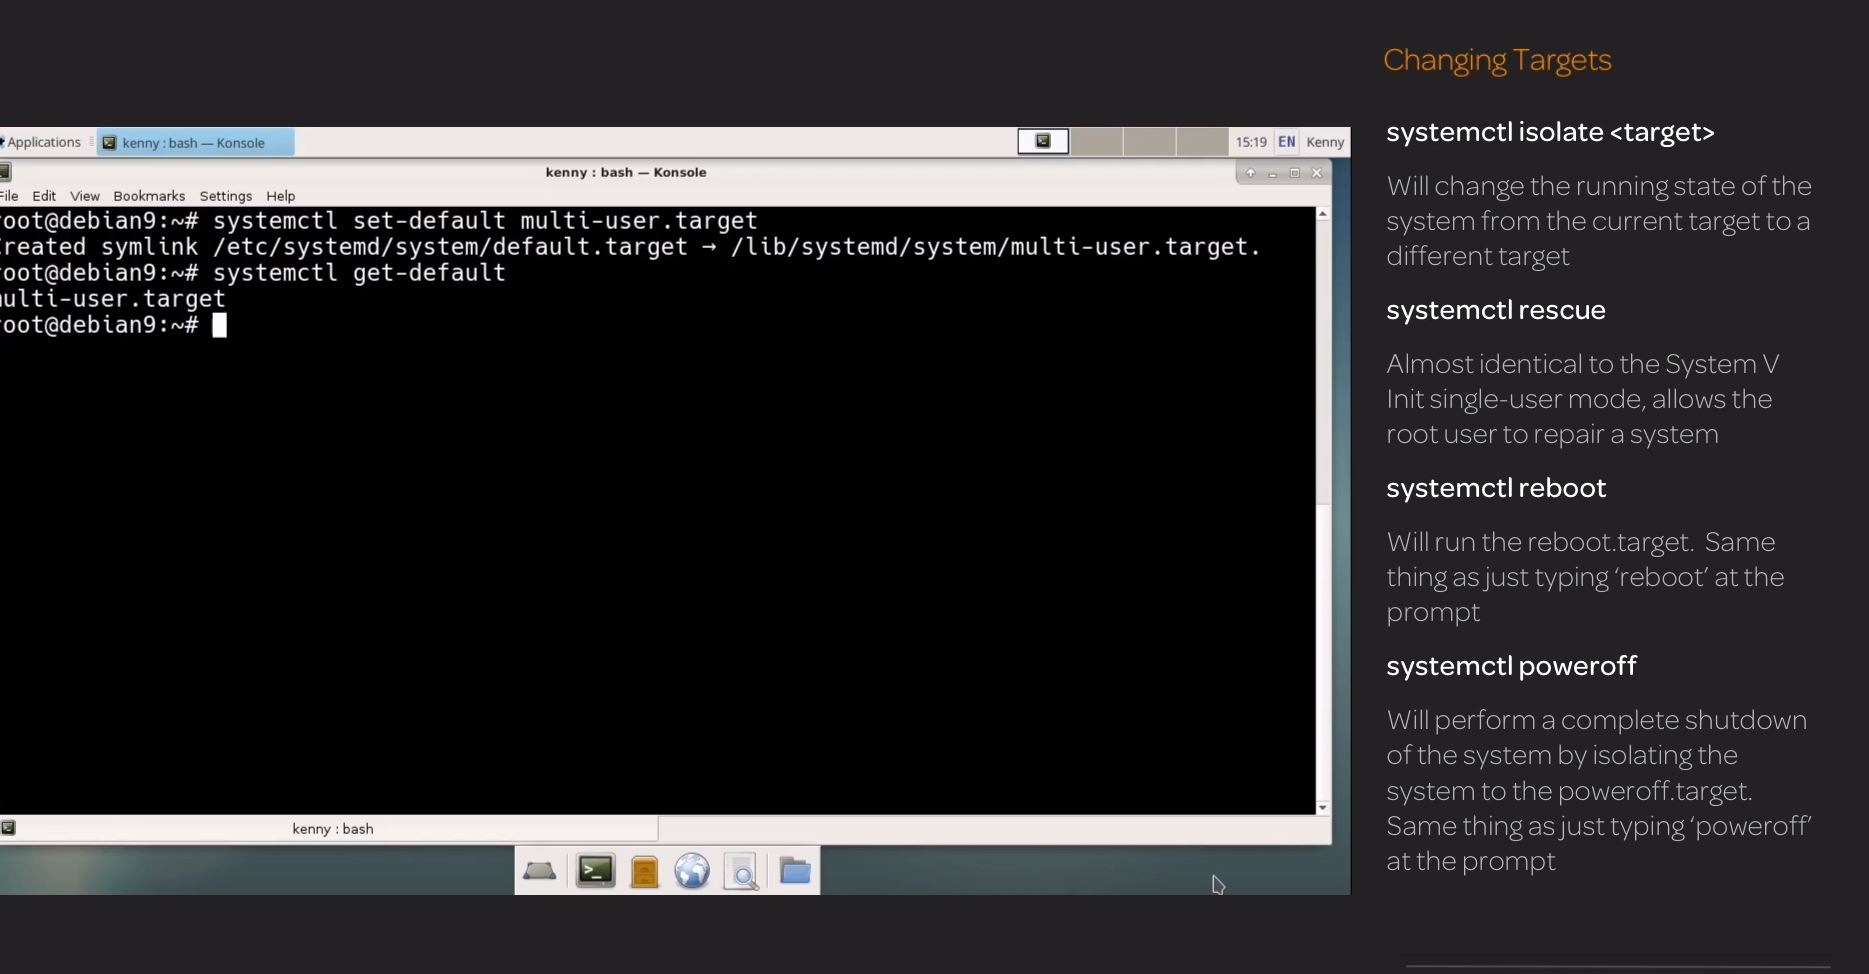 Changing Targets
systemctl isolate <target>
Will change the running state of the
system from the current target to a
different target
systemctl rescue
Almost identical to the System V
Init single-user mode, allows the
root user to repair a system
systemctl reboot
Will run the reboot.target.  Same
thing as just typing ‘reboot’ at the
prompt
systemctl poweroff
Will perform a complete shutdown
of the system by isolating the
system to the poweroff.target.
Same thing as just typing ‘poweroff’
at the prompt
Applications kenny : bash — Konsole 15:19 EN Kenny
kenny : bash — Konsole
File Edit View Bookmarks Settings Help
root@debian9:~# systemctl set-default multi-user.target
Created symlink /etc/systemd/system/default.target → /lib/systemd/system/multi-user.target.
root@debian9:~# systemctl get-default
multi-user.target
root@debian9:~#
kenny : bash